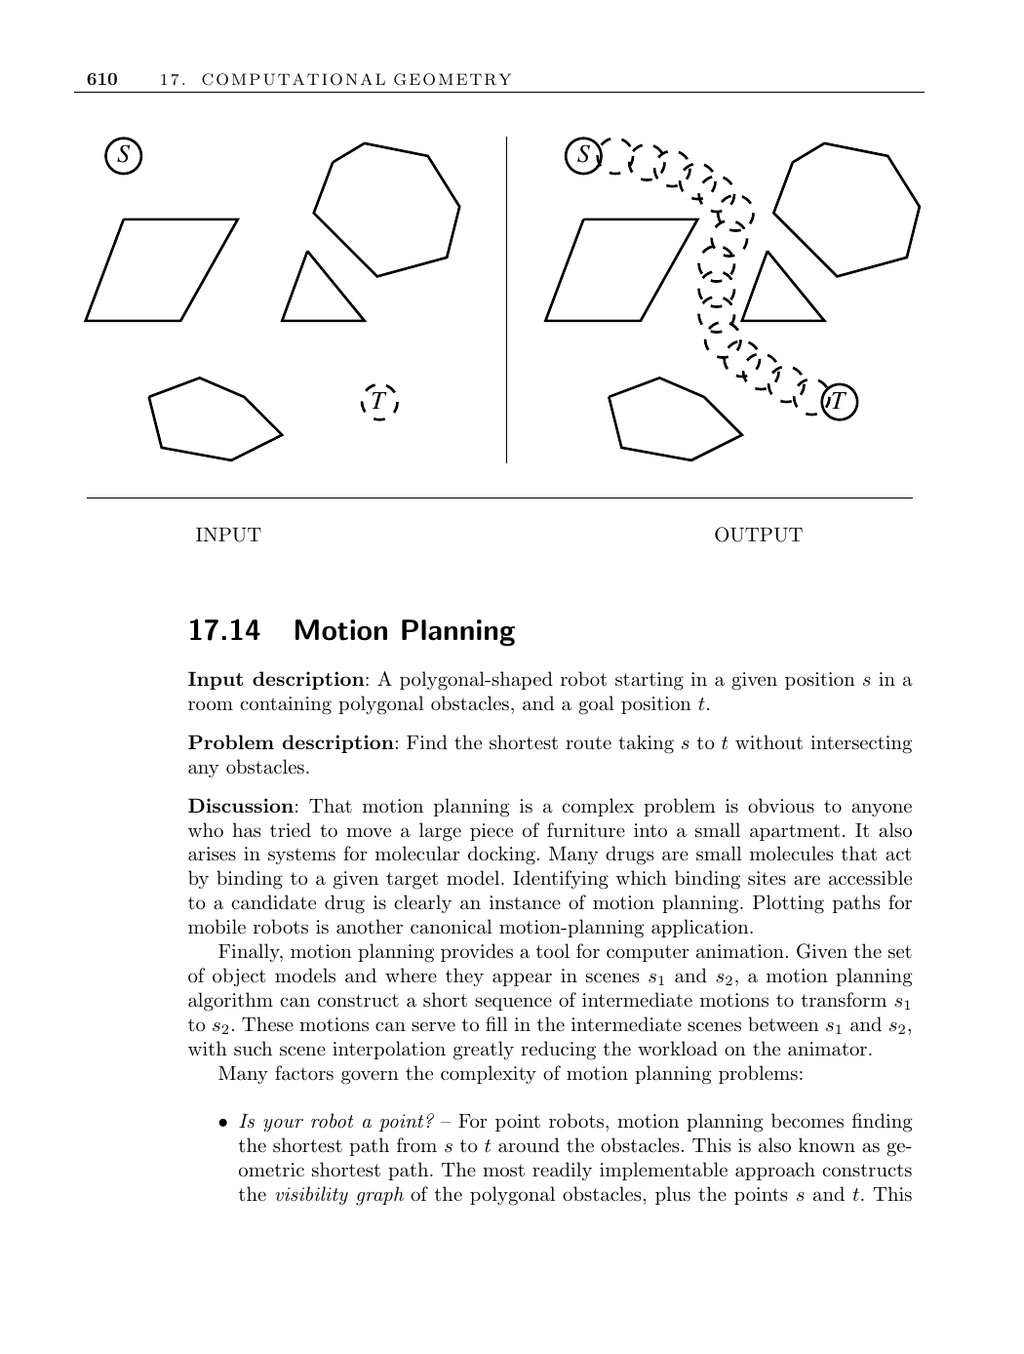 610 17. COMPUTATIONAL GEOMETRY
S
T
S
T
INPUT OUTPUT
17.14 Motion Planning
Input description: A polygonal-shaped robot starting in a given position s in a
room containing polygonal obstacles, and a goal position t.
Problem description: Find the shortest route taking s to t without intersecting
any obstacles.
Discussion: That motion planning is a complex problem is obvious to anyone
who has tried to move a large piece of furniture into a small apartment. It also
arises in systems for molecular docking. Many drugs are small molecules that act
by binding to a given target model. Identifying which binding sites are accessible
to a candidate drug is clearly an instance of motion planning. Plotting paths for
mobile robots is another canonical motion-planning application.
Finally, motion planning provides a tool for computer animation. Given the set
of object models and where they appear in scenes s1 and s2, a motion planning
algorithm can construct a short sequence of intermediate motions to transform s1
to s2. These motions can serve to fill in the intermediate scenes between s1 and s2,
with such scene interpolation greatly reducing the workload on the animator.
Many factors govern the complexity of motion planning problems:
• Is your robot a point? – For point robots, motion planning becomes finding
the shortest path from s to t around the obstacles. This is also known as ge-
ometric shortest path. The most readily implementable approach constructs
the visibility graph of the polygonal obstacles, plus the points s and t. This